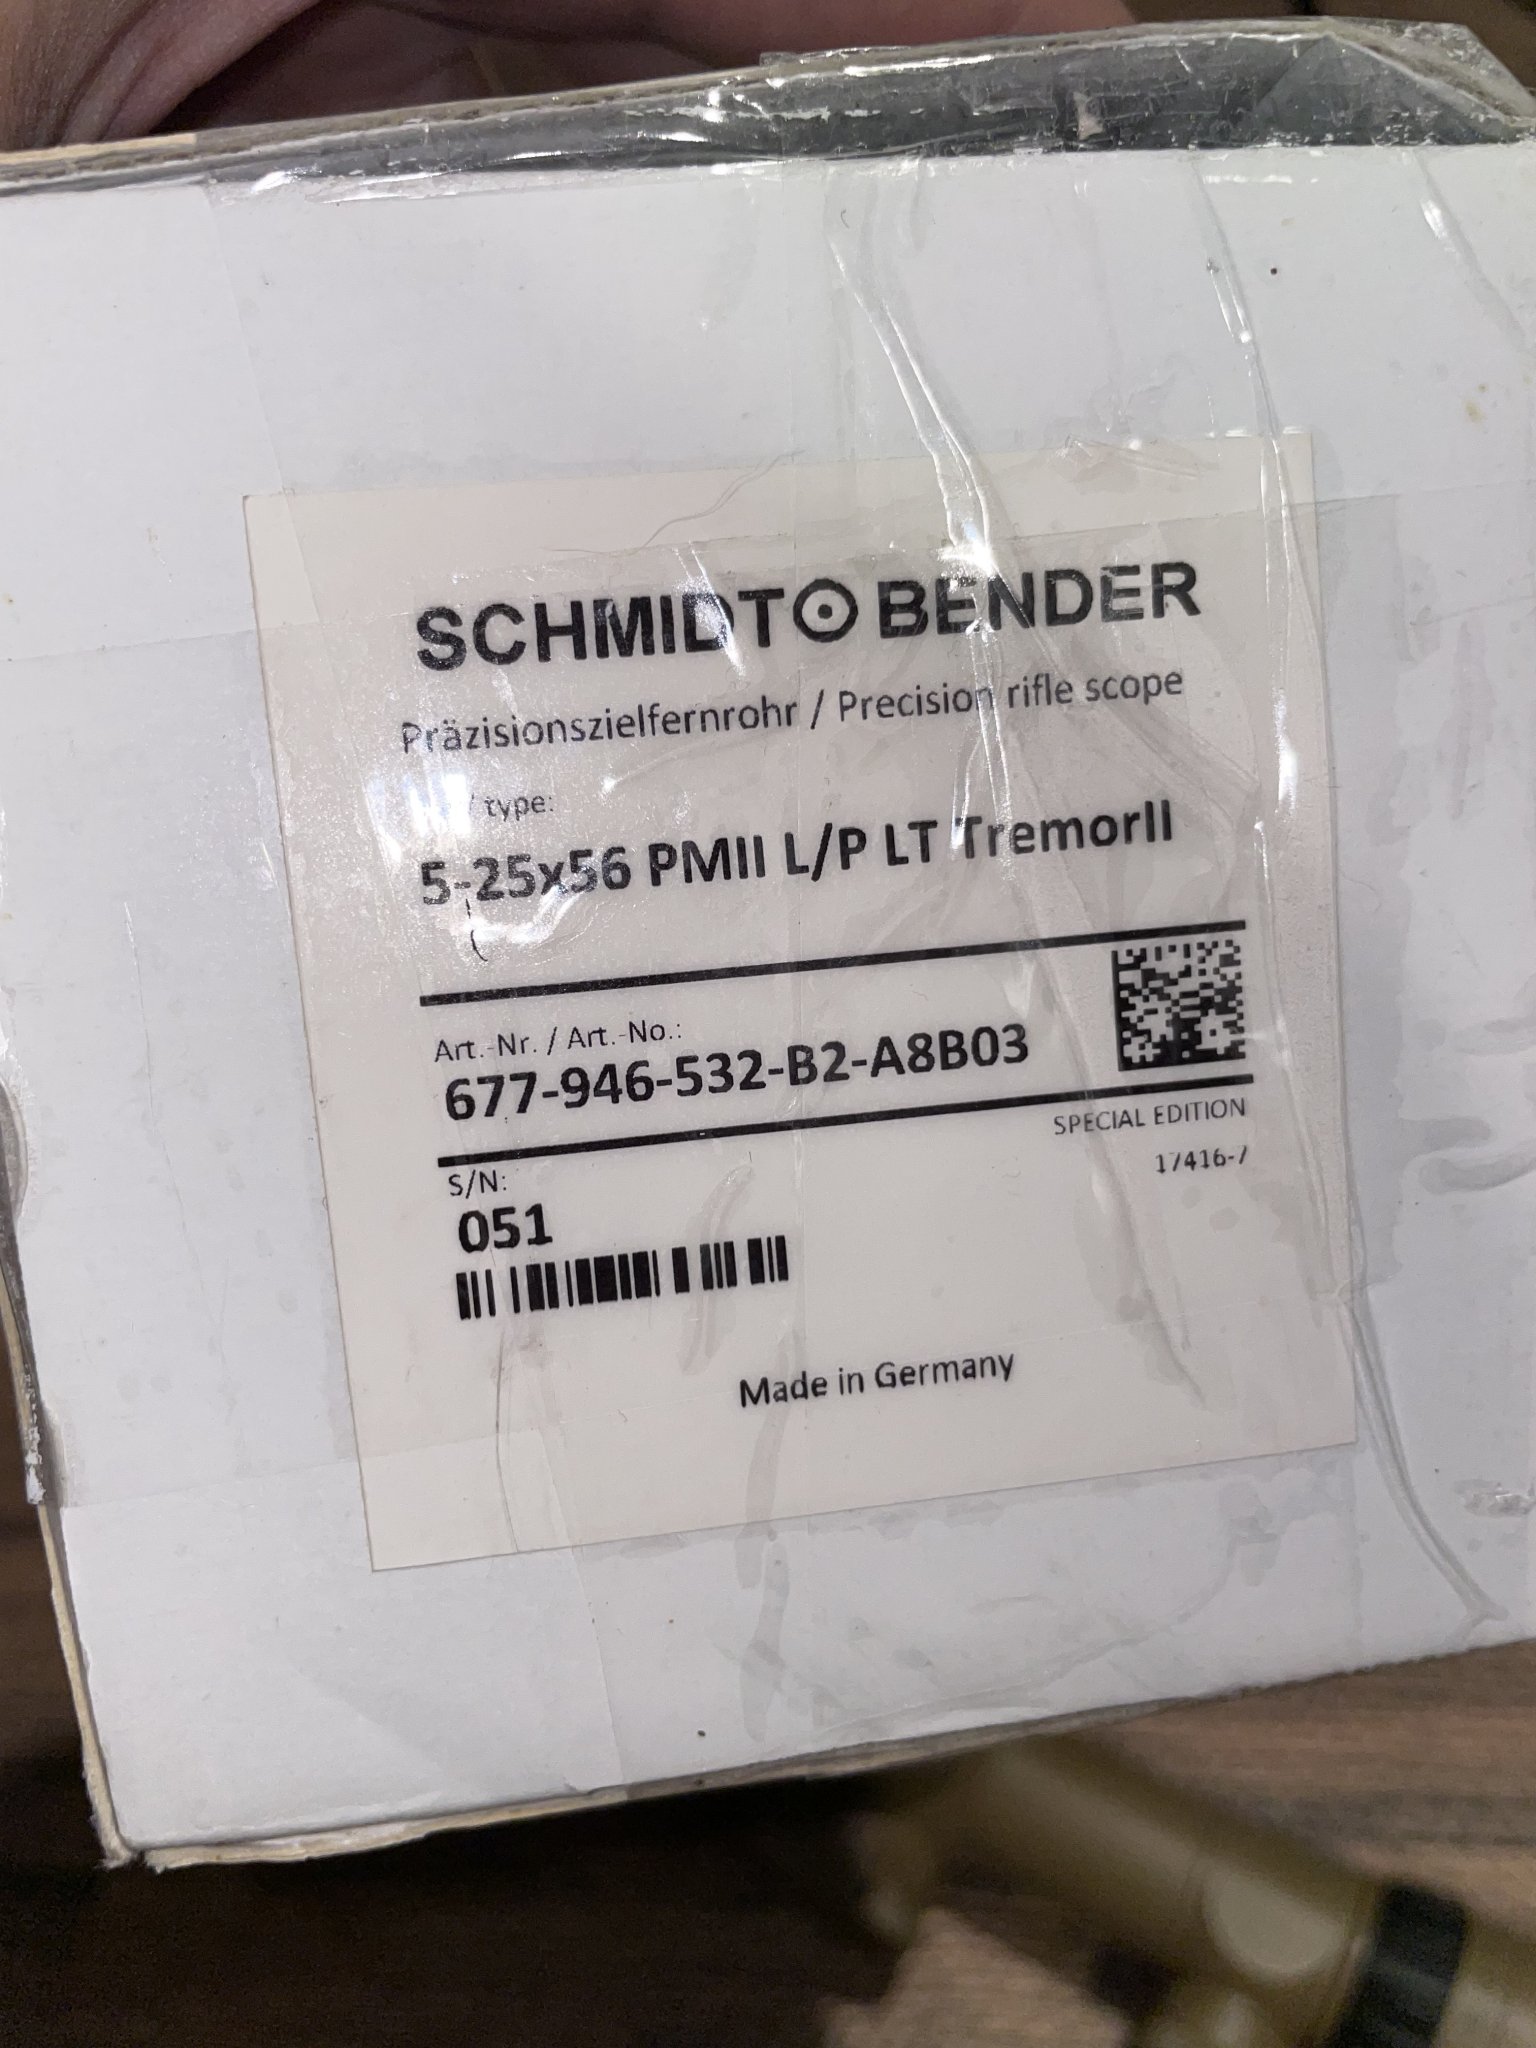 SCHMIDT BENDER
Präzisionszielfernrohr / Precision rifle scope
/ type:
5-25x56 PMII L/P LT TremorII
Art.-Nr. / Art.-No.:
677-946-532-B2-A8B03
SPECIAL EDITION
17416-7
S/N:
051
Made in Germany